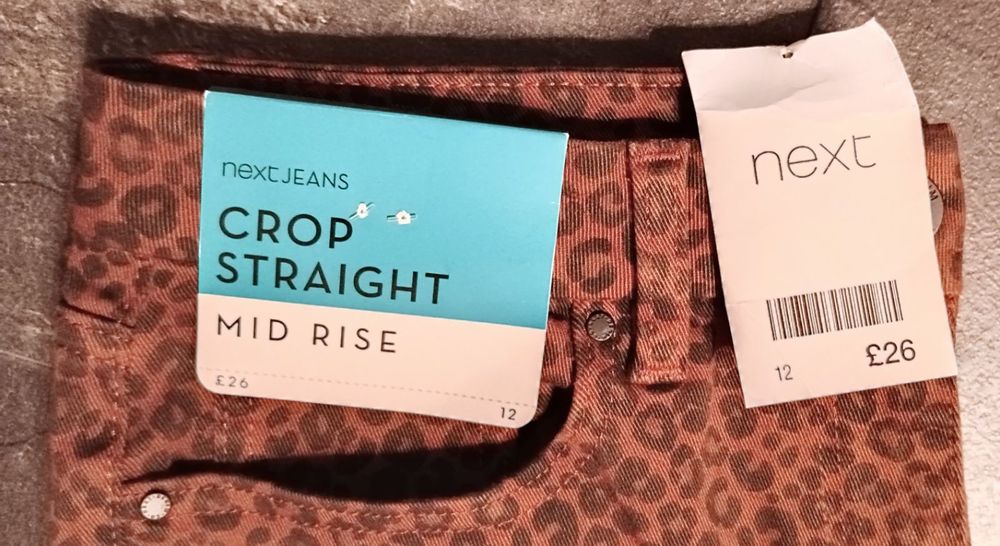 nextJEANS
CROP
STRAIGHT
MID RISE
£26
12
next
12 £26